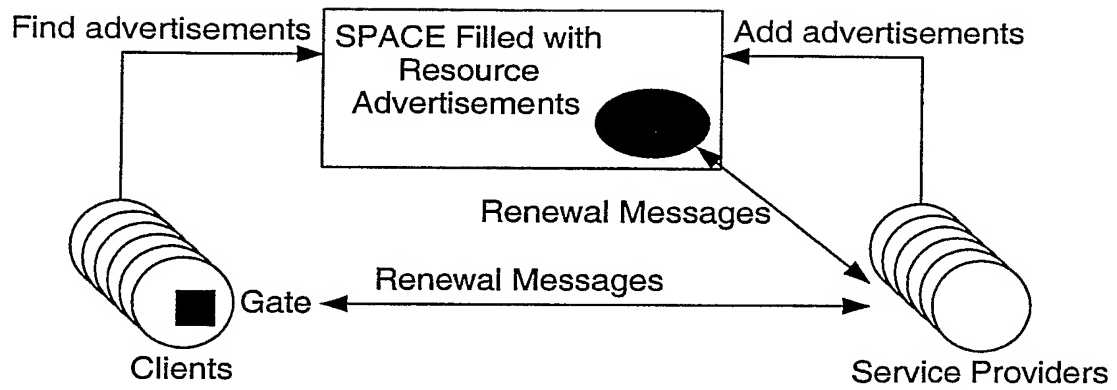 Find advertisements
SPACE Filled with
Resource
Advertisements
Add advertisements
Renewal Messages
Renewal Messages
Gate
Clients
Service Providers